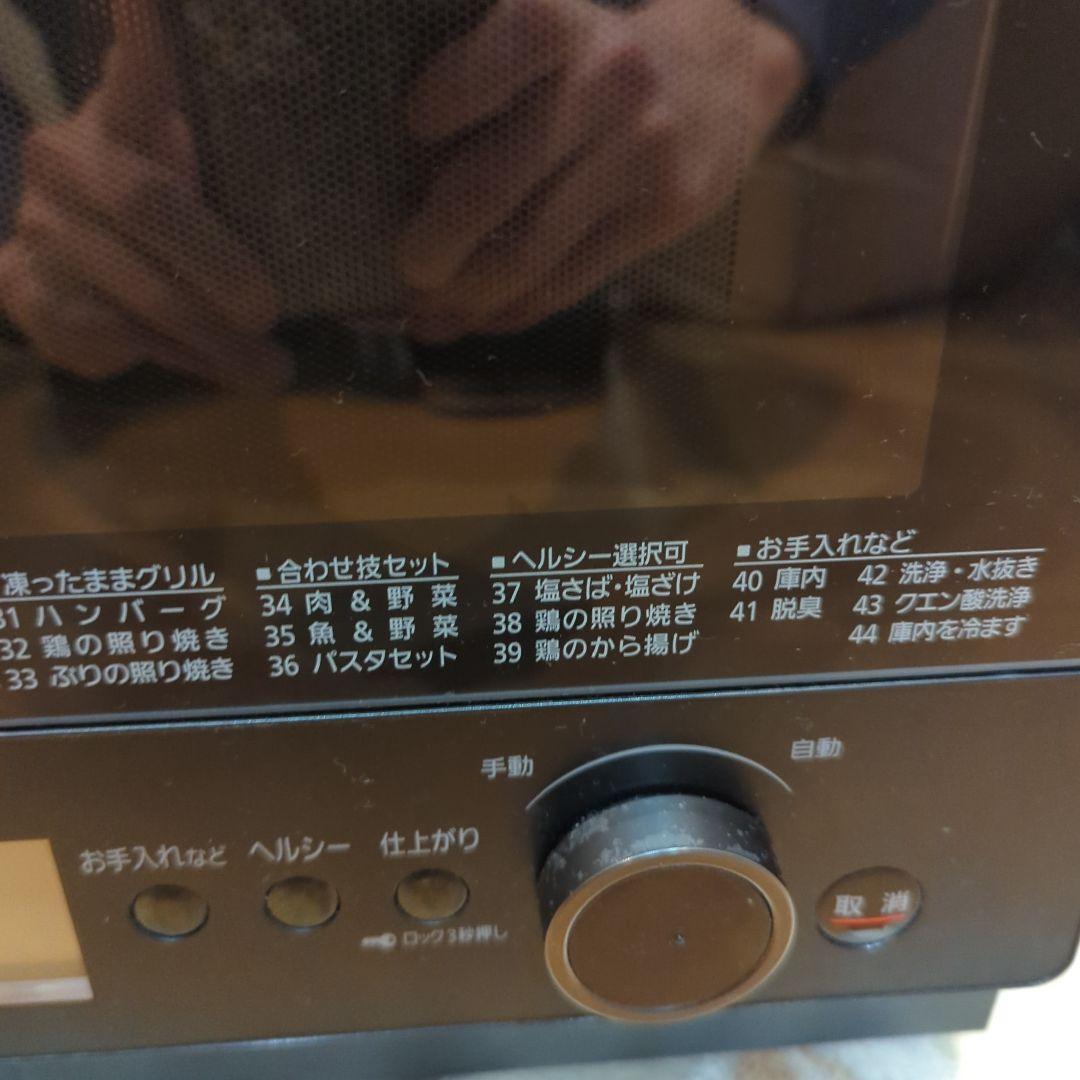 凍ったままグリル
31 ハンバーグ
32 鶏の照り焼き
33 ぶりの照り焼き
■合わせ技セット
34 肉 & 野菜
35 魚 & 野菜
36 パスタセット
■ヘルシー選択可
37 塩さば・塩ざけ
38 鶏の照り焼き
39 鶏のから揚げ
■お手入れなど
40 庫内
41 脱臭
42 洗浄・水抜き
43 クエン酸洗浄
44 庫内を冷ます
手動
自動
お手入れなど
ヘルシー
仕上がり
ロック3秒押し
取消